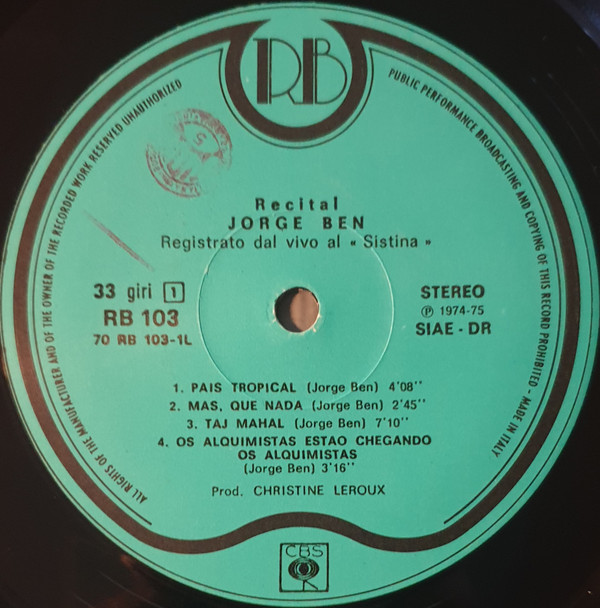 RB
ALL RIGHTS OF THE MANUFACTURER AND OF THE OWNER OF THE RECORDED WORK RESERVED UNAUTHORIZED
PUBLIC PERFORMANCE BROADCASTING AND COPYING OF THIS RECORD PROHIBITED - MADE IN ITALY
Recital
JORGE BEN
Registrato dal vivo al « Sistina »
33 giri 1
RB 103
70 RB 103-1L
STEREO
℗ 1974-75
SIAE - DR
1. PAIS TROPICAL (Jorge Ben) 4'08''
2. MAS, QUE NADA (Jorge Ben) 2'45''
3. TAJ MAHAL (Jorge Ben) 7'10''
4. OS ALQUIMISTAS ESTAO CHEGANDO
OS ALQUIMISTAS
(Jorge Ben) 3'16''
Prod. CHRISTINE LEROUX
CBS